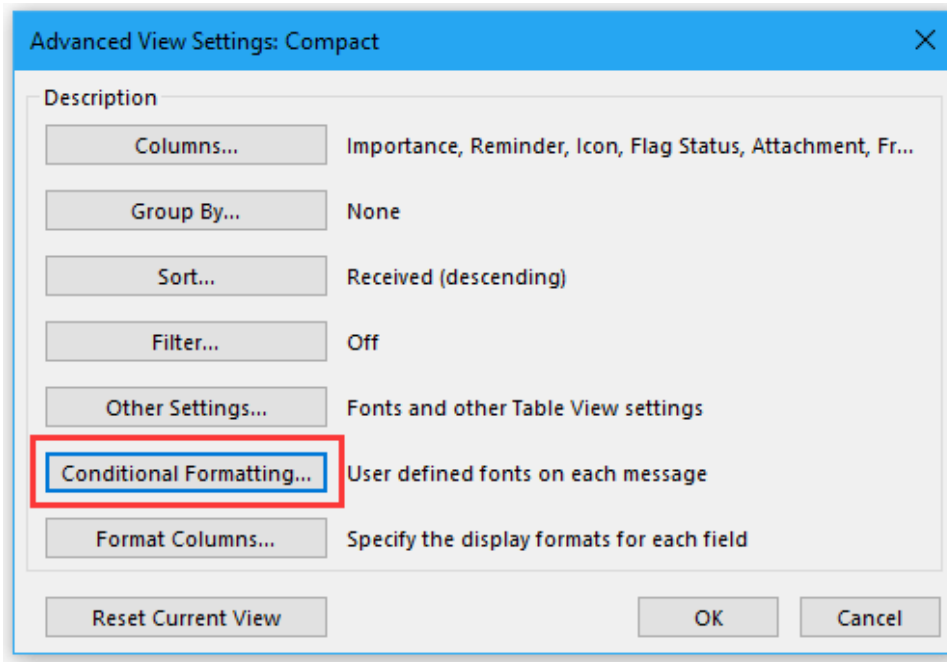 Advanced View Settings: Compact
Description
Columns... Importance, Reminder, Icon, Flag Status, Attachment, Fr...
Group By... None
Sort... Received (descending)
Filter... Off
Other Settings... Fonts and other Table View settings
Conditional Formatting... User defined fonts on each message
Format Columns... Specify the display formats for each field
Reset Current View OK Cancel